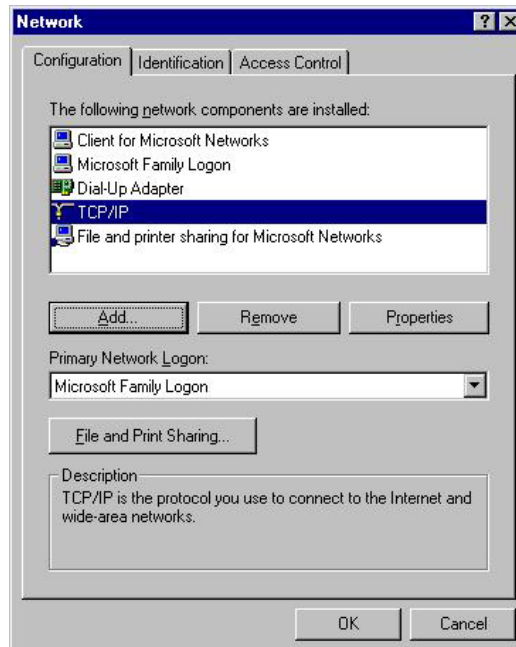 Network
Configuration Identification Access Control
The following network components are installed:
Client for Microsoft Networks
Microsoft Family Logon
Dial-Up Adapter
TCP/IP
File and printer sharing for Microsoft Networks
Add... Remove Properties
Primary Network Logon:
Microsoft Family Logon
File and Print Sharing...
Description
TCP/IP is the protocol you use to connect to the Internet and
wide-area networks.
OK Cancel